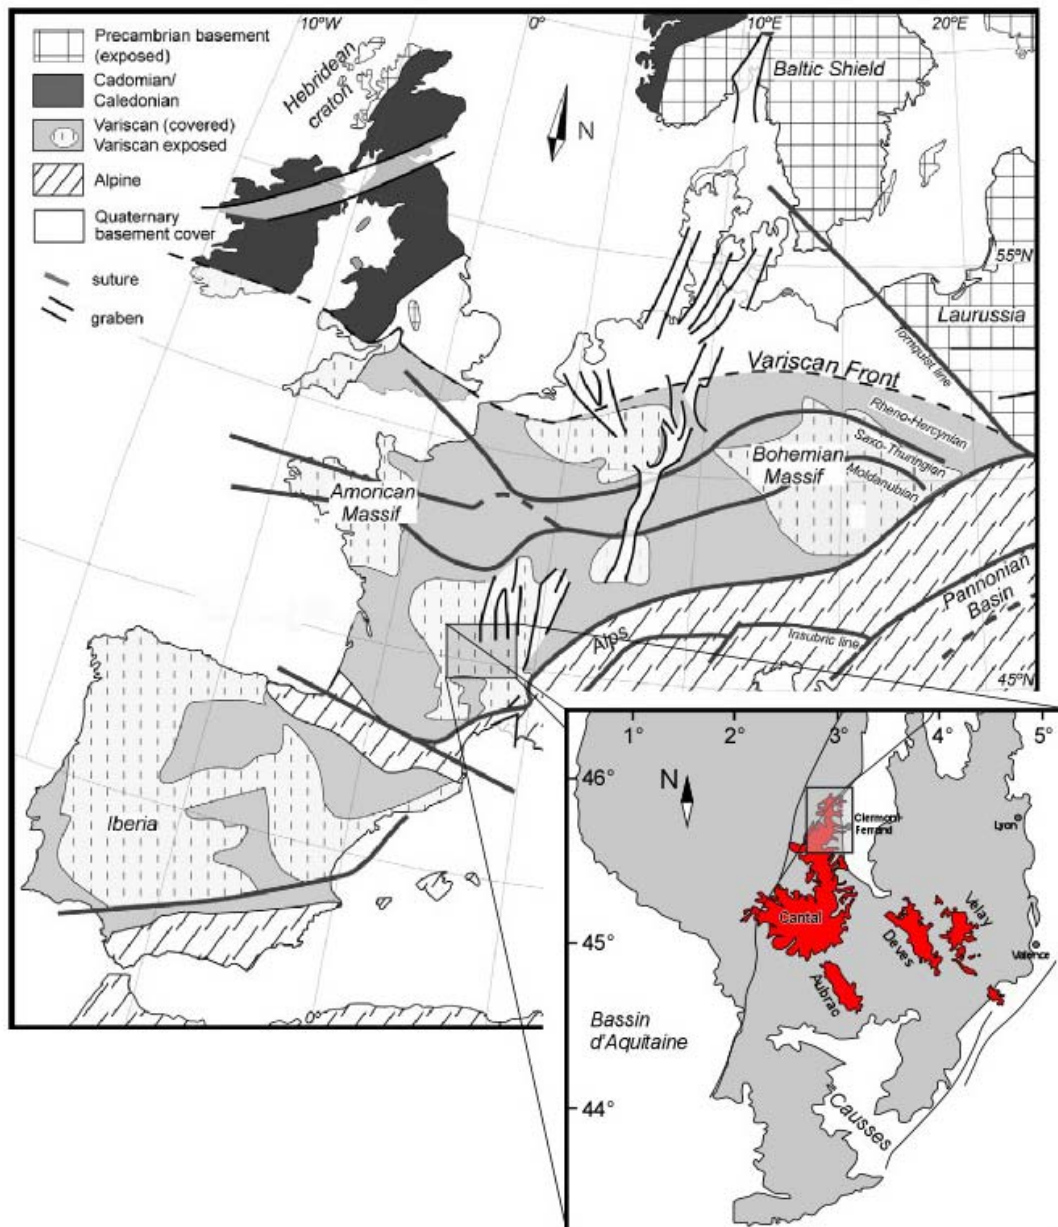 10°W
0°
10°E
20°E
Precambrian basement
(exposed)
Cadomian/
Caledonian
Variscan (covered)
Variscan exposed
Alpine
Quaternary
basement cover
suture
graben
Hebridean
craton
N
Baltic Shield
55°N
Laurussia
Tornquist line
Variscan Front
Rheno-Hercynian
Saxo-Thuringian
Moldanubian
Bohemian
Massif
Amorican
Massif
Pannonian
Basin
Alps
Insubric line
45°N
Iberia
0°
1°
2°
3°
4°
5°
46°
N
Clermont-
Ferrand
Lyon
Cantal
Velay
Deves
45°
Valence
Aubrac
Bassin
d'Aquitaine
44°
Causses